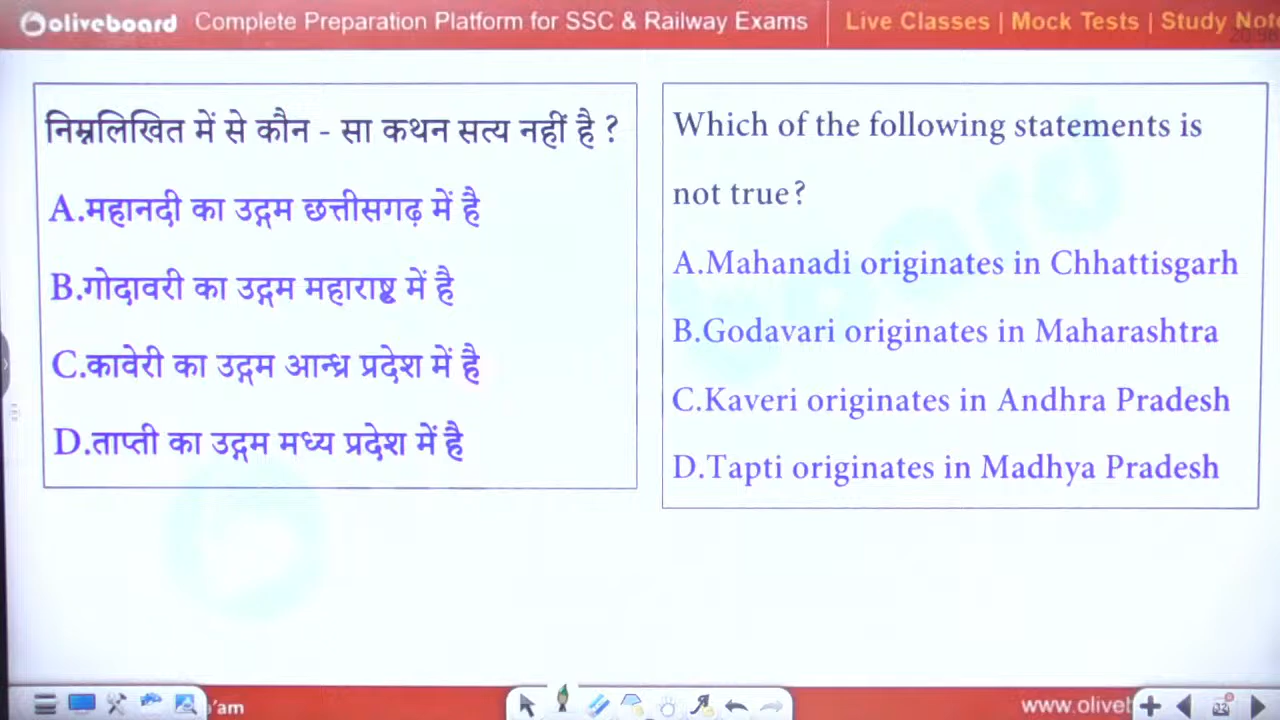 oliveboard Complete Preparation Platform for SSC & Railway Exams Live Classes | Mock Tests | Study
निम्नलिखित में से कौन - सा कथन सत्य नहीं है ?
A.महानदी का उद्गम छत्तीसगढ़ में है
B.गोदावरी का उद्गम महाराष्ट्र में है
C.कावेरी का उद्गम आन्ध्र प्रदेश में है
D.ताप्ती का उद्गम मध्य प्रदेश में है
Which of the following statements is
not true?
A.Mahanadi originates in Chhattisgarh
B.Godavari originates in Maharashtra
C.Kaveri originates in Andhra Pradesh
D.Tapti originates in Madhya Pradesh